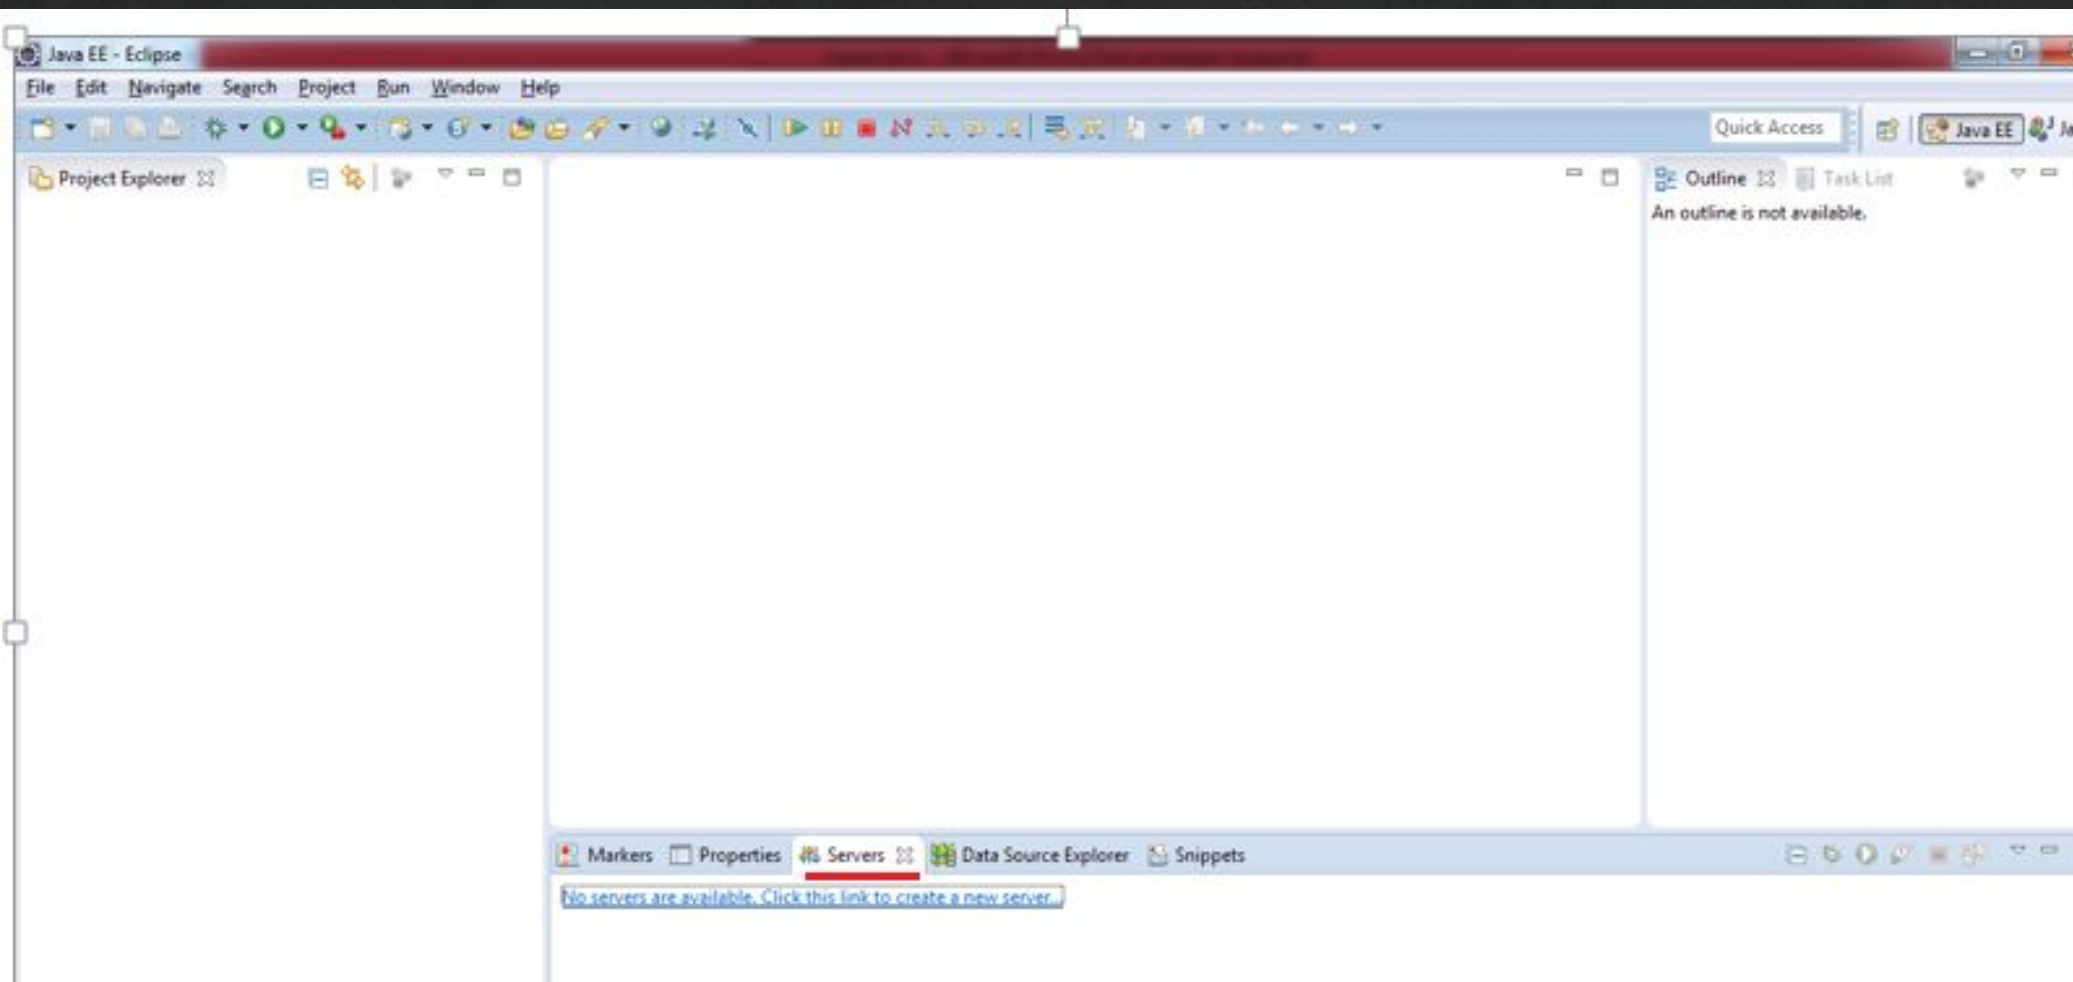 Java EE - Eclipse
File Edit Navigate Search Project Run Window Help
Quick Access Java EE
Project Explorer
Outline Task List
An outline is not available.
Markers Properties Servers Data Source Explorer Snippets
No servers are available. Click this link to create a new server...